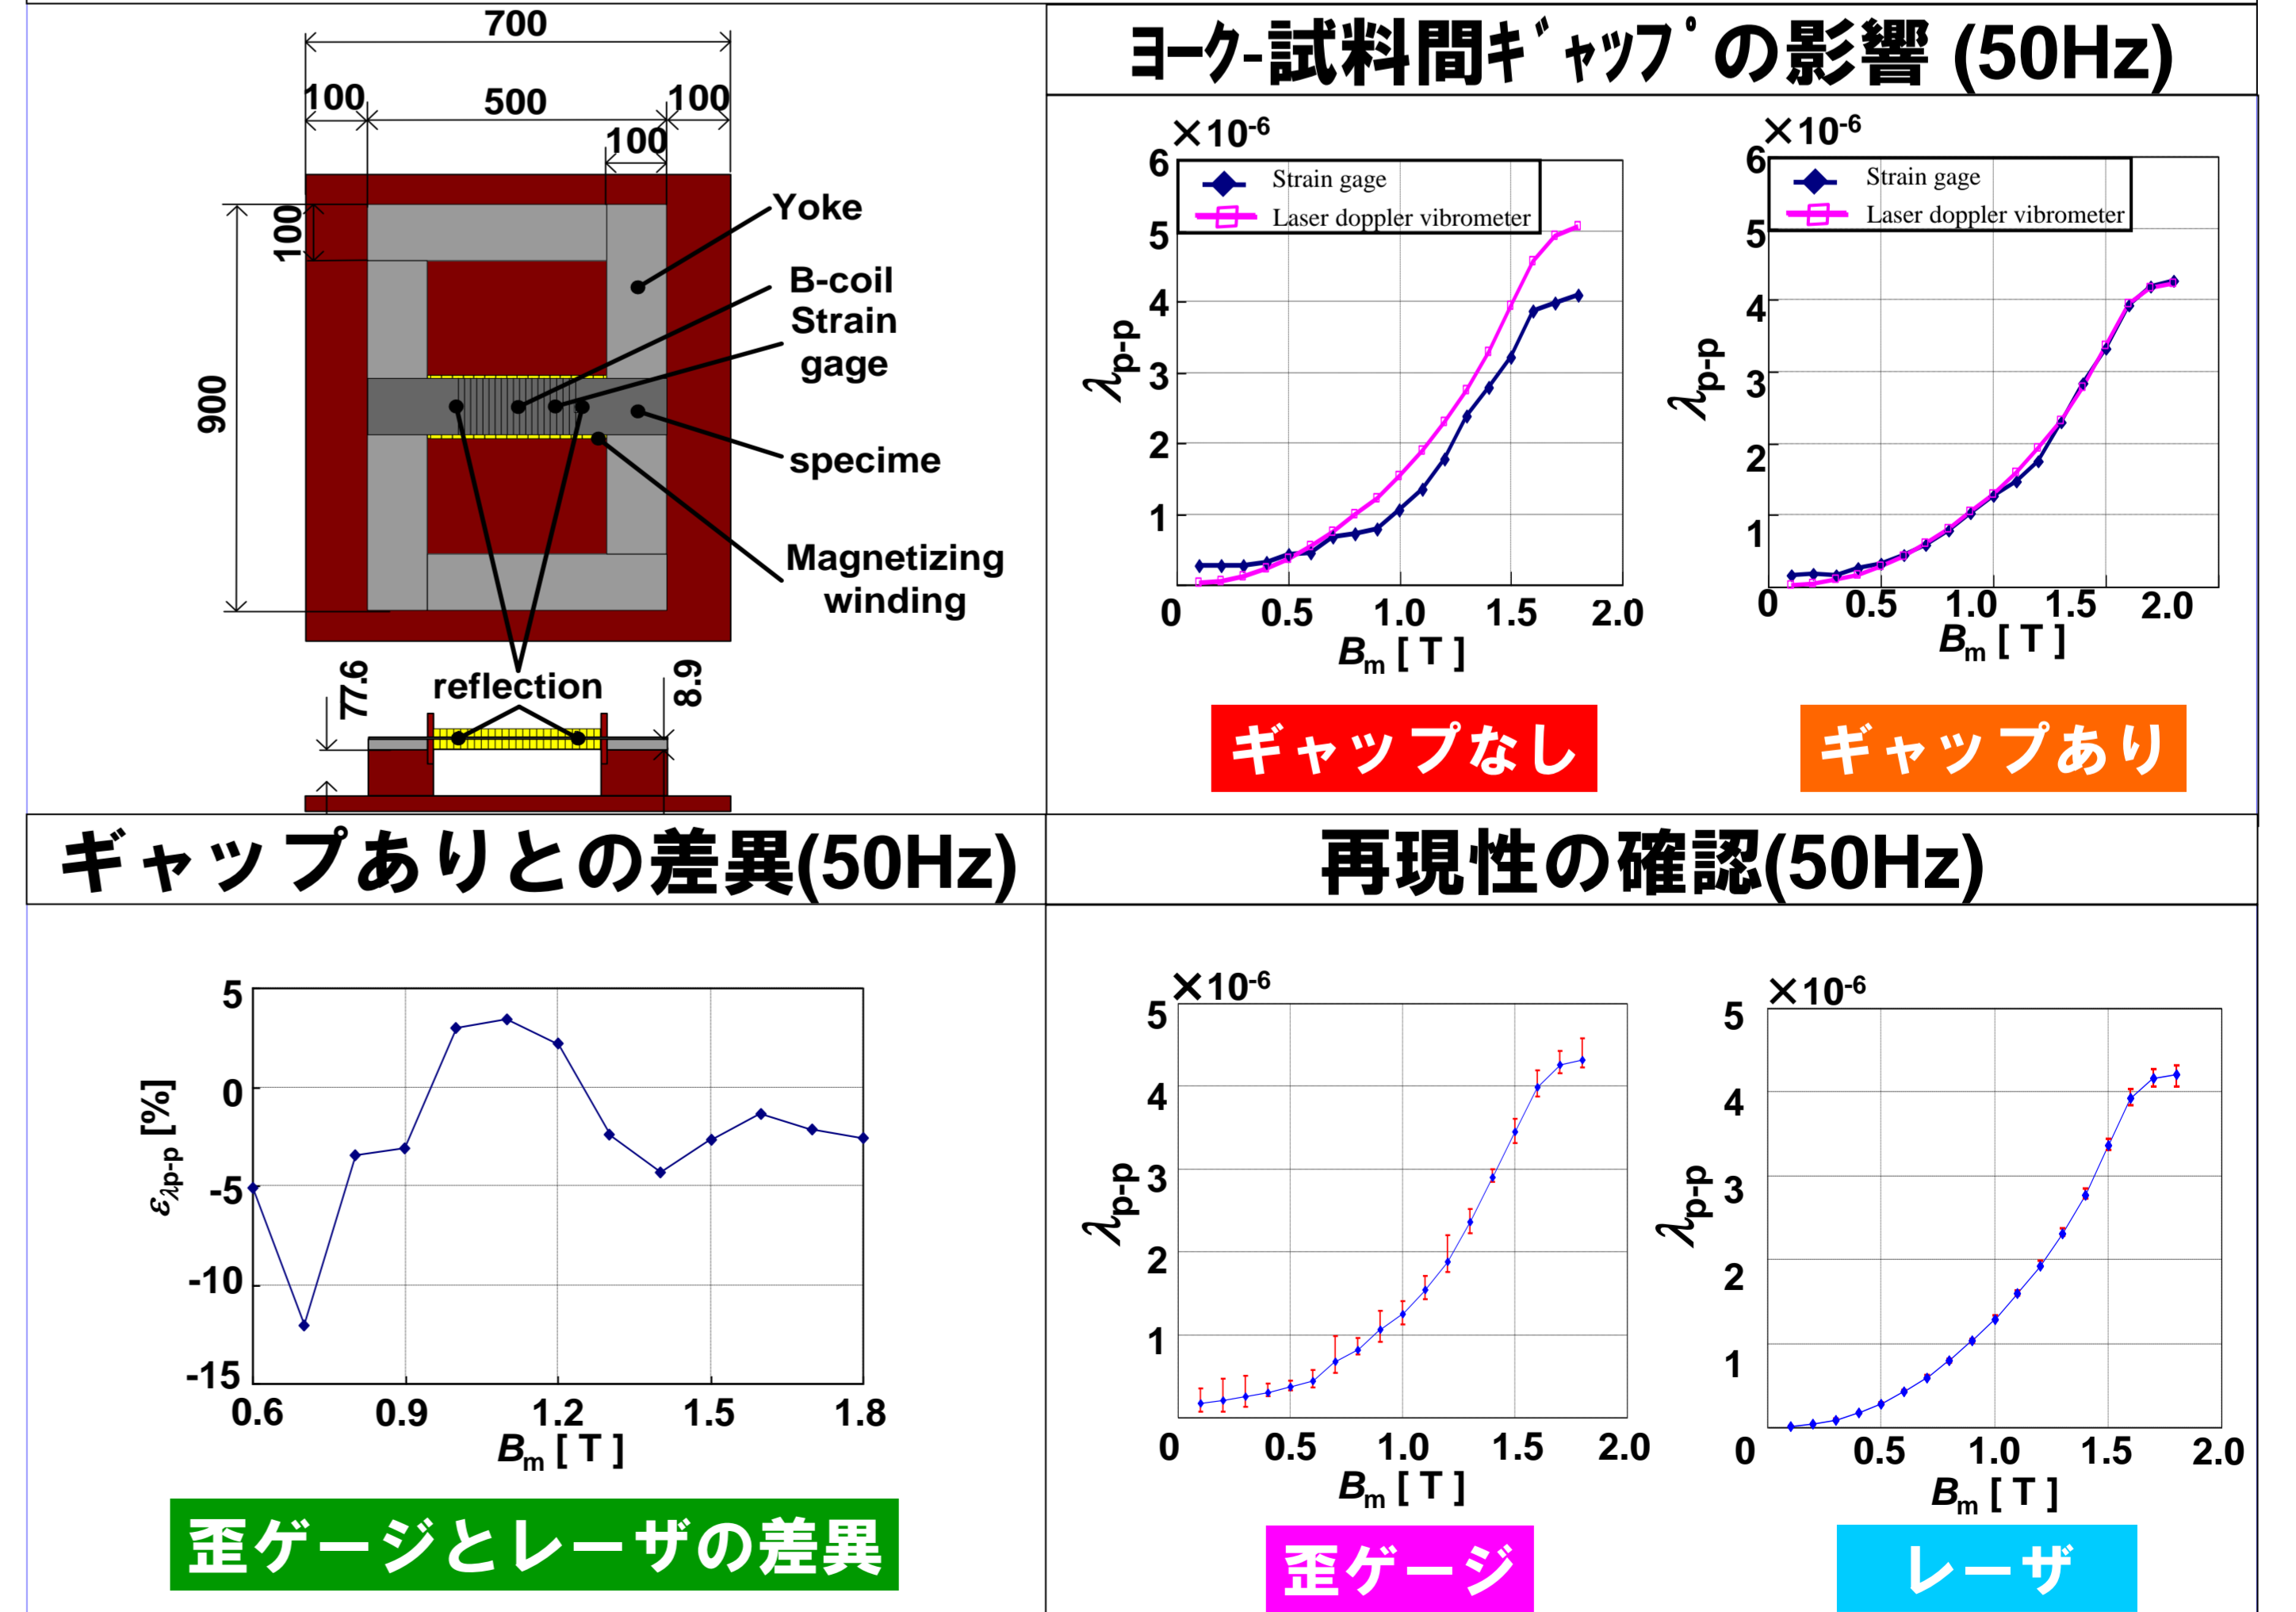 700
100
500
100
100
100
900
Yoke
B-coil
Strain
gage
specime
Magnetizing
winding
reflection
77.6
8.9
ﾖｰｸ-試料間ｷﾞｬｯﾌﾟの影響 (50Hz)
×10-6
6
5
4
3
2
1
Strain gage
Laser doppler vibrometer
λp-p
0 0.5 1.0 1.5 2.0
Bm [ T ]
ギャップなし
×10-6
6
5
4
3
2
1
Strain gage
Laser doppler vibrometer
λp-p
0 0.5 1.0 1.5 2.0
Bm [ T ]
ギャップあり
ギャップありとの差異(50Hz)
5
0
-5
-10
-15
ελp-p [%]
0.6 0.9 1.2 1.5 1.8
Bm [ T ]
歪ゲージとレーザの差異
再現性の確認(50Hz)
×10-6
5
4
3
2
1
λp-p
0 0.5 1.0 1.5 2.0
Bm [ T ]
歪ゲージ
×10-6
5
4
3
2
1
λp-p
0 0.5 1.0 1.5 2.0
Bm [ T ]
レーザ